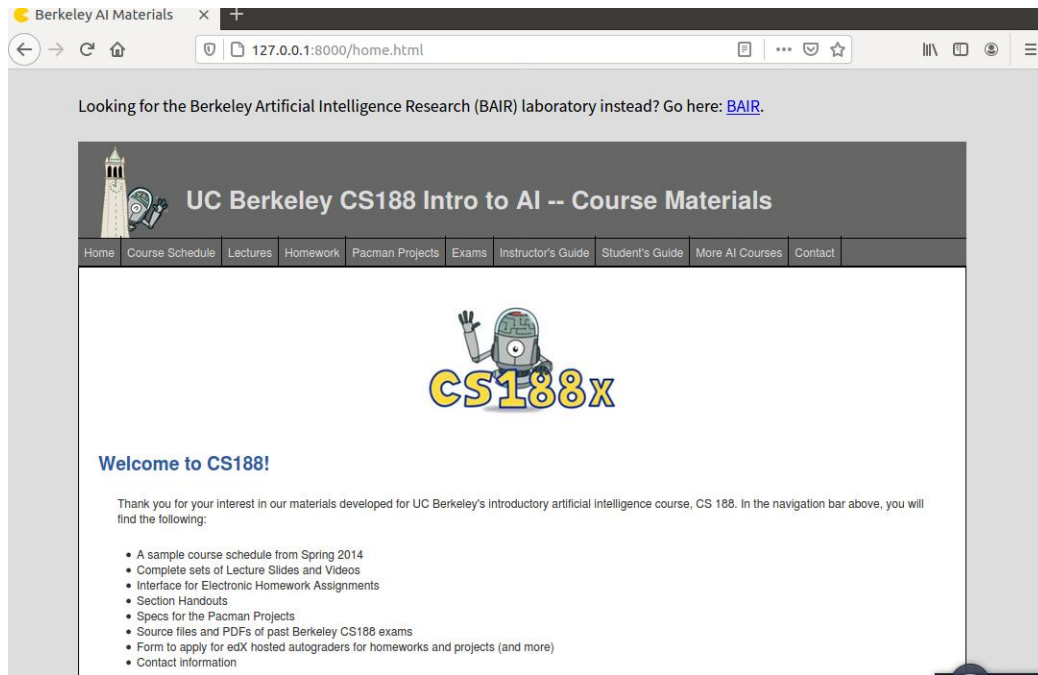 Berkeley AI Materials
127.0.0.1:8000/home.html
Looking for the Berkeley Artificial Intelligence Research (BAIR) laboratory instead? Go here: BAIR.
UC Berkeley CS188 Intro to AI -- Course Materials
Home Course Schedule Lectures Homework Pacman Projects Exams Instructor's Guide Student's Guide More AI Courses Contact
CS188x
Welcome to CS188!
Thank you for your interest in our materials developed for UC Berkeley's introductory artificial intelligence course, CS 188. In the navigation bar above, you will
find the following:
• A sample course schedule from Spring 2014
• Complete sets of Lecture Slides and Videos
• Interface for Electronic Homework Assignments
• Section Handouts
• Specs for the Pacman Projects
• Source files and PDFs of past Berkeley CS188 exams
• Form to apply for edX hosted autograders for homeworks and projects (and more)
• Contact information